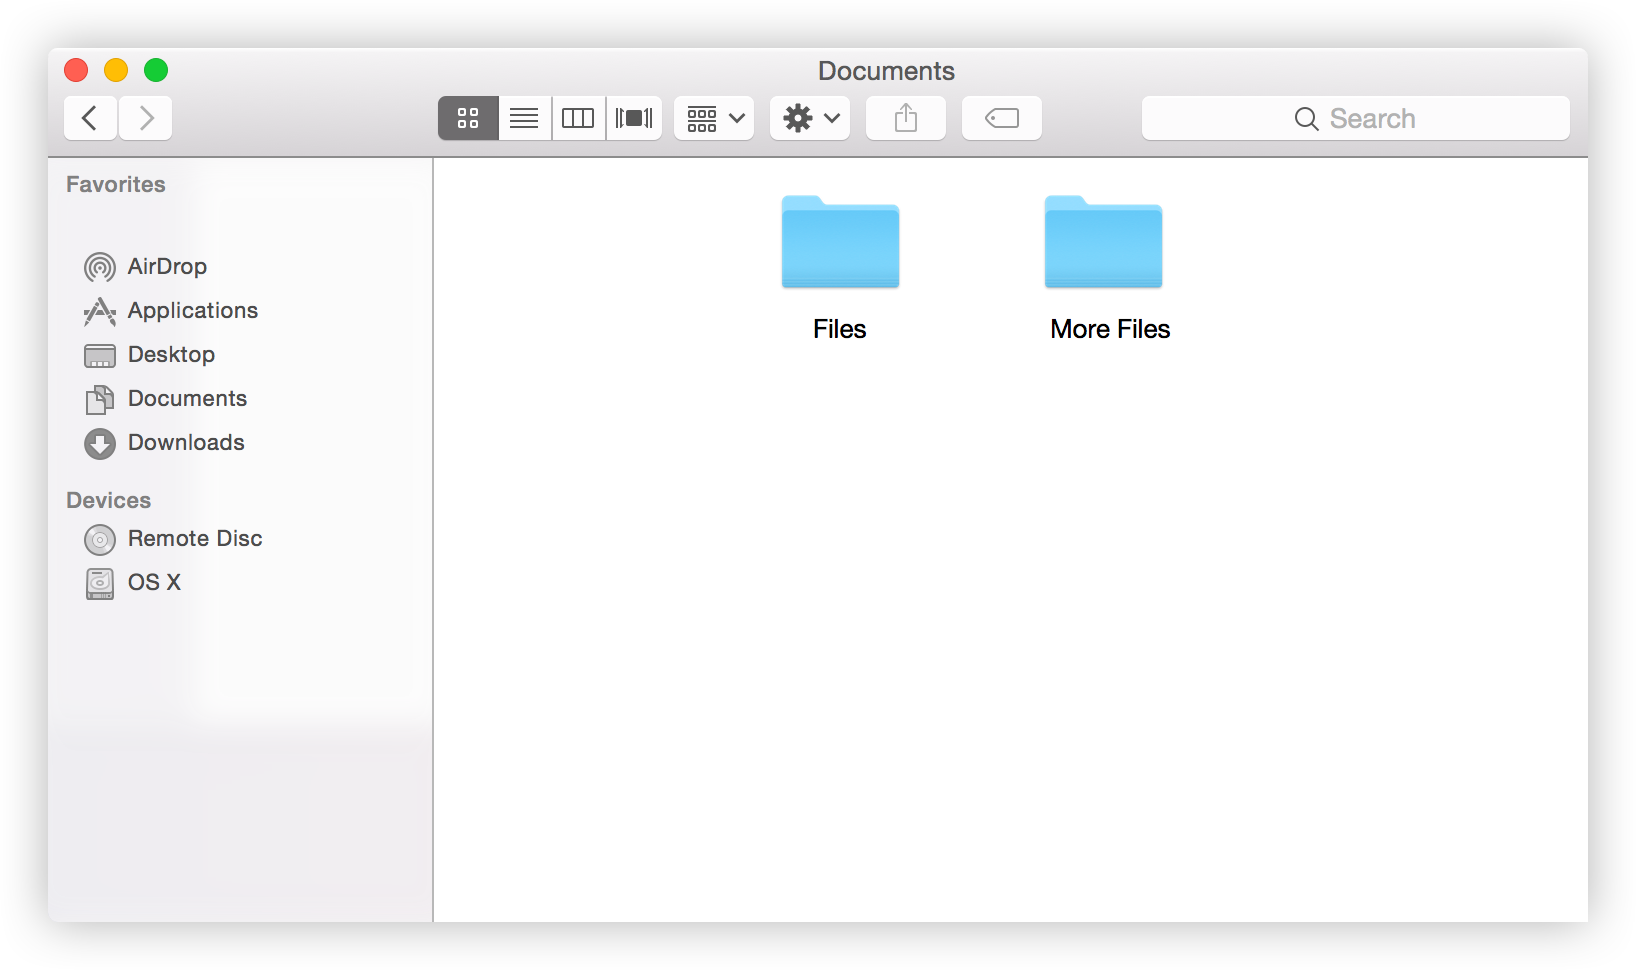 Documents
Search
Favorites
AirDrop
Applications
Desktop
Documents
Downloads
Devices
Remote Disc
OS X
Files
More Files